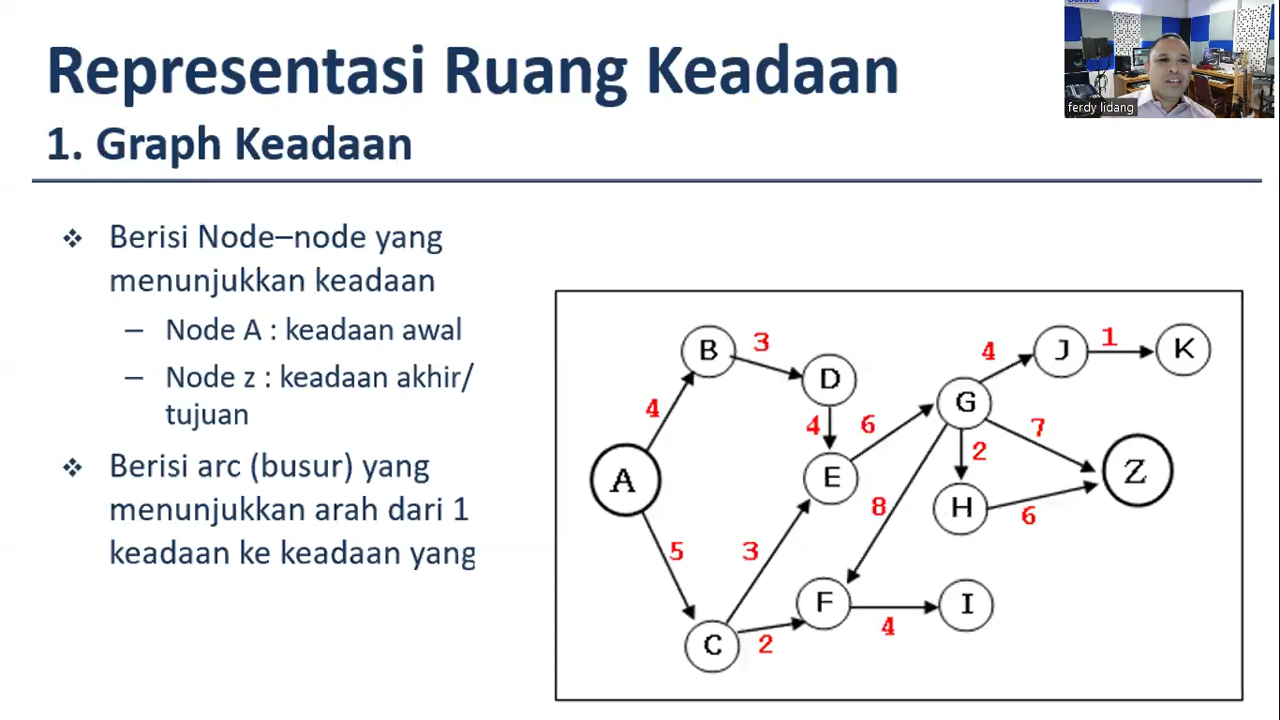 Representasi Ruang Keadaan
1. Graph Keadaan
ferdy lidang
❖ Berisi Node–node yang
menunjukkan keadaan
– Node A : keadaan awal
– Node z : keadaan akhir/
tujuan
❖ Berisi arc (busur) yang
menunjukkan arah dari 1
keadaan ke keadaan yang
B
3
D
4
J
1
K
4
4
6
G
7
A
E
2
Z
8
H
6
5
3
F
I
C
2
4